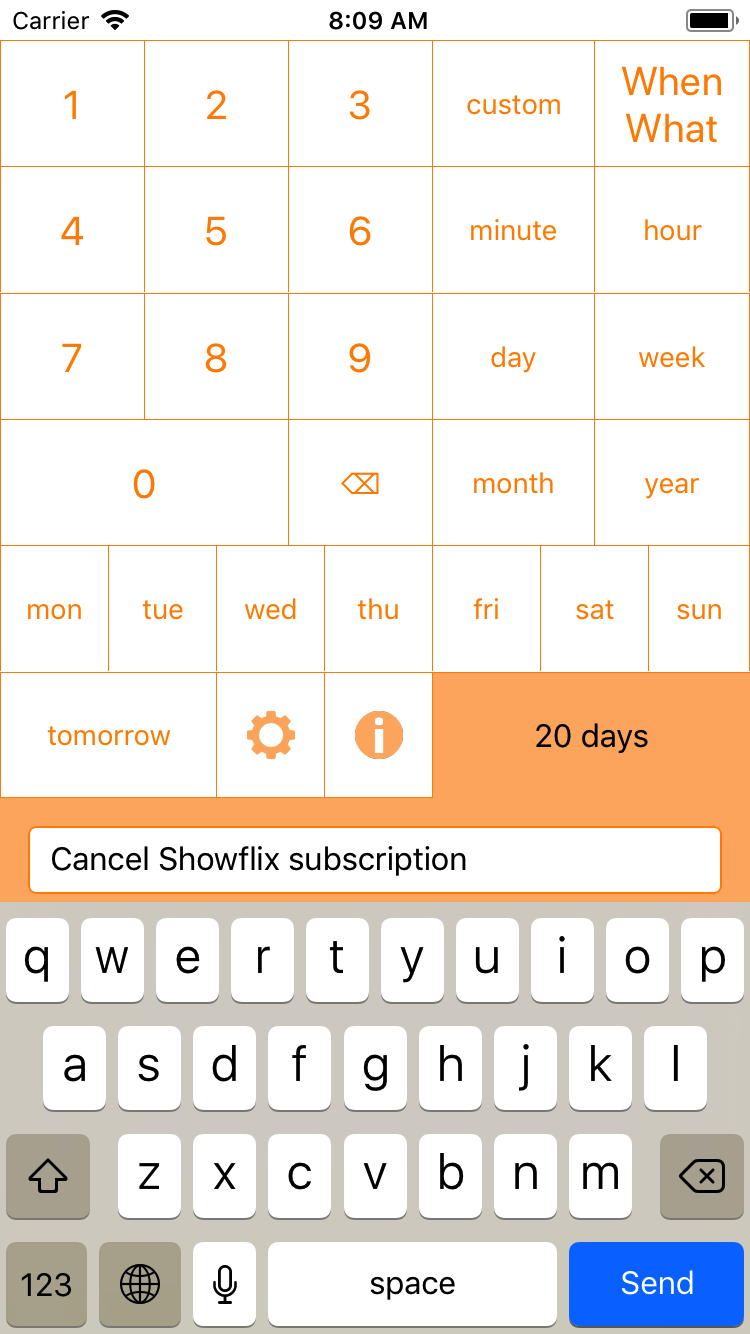 Carrier 8:09 AM
1 2 3 custom When
What
4 5 6 minute hour
7 8 9 day week
0 ⌫ month year
mon tue wed thu fri sat sun
tomorrow 20 days
Cancel Showflix subscription
q w e r t y u i o p
a s d f g h j k l
z x c v b n m
123 space Send